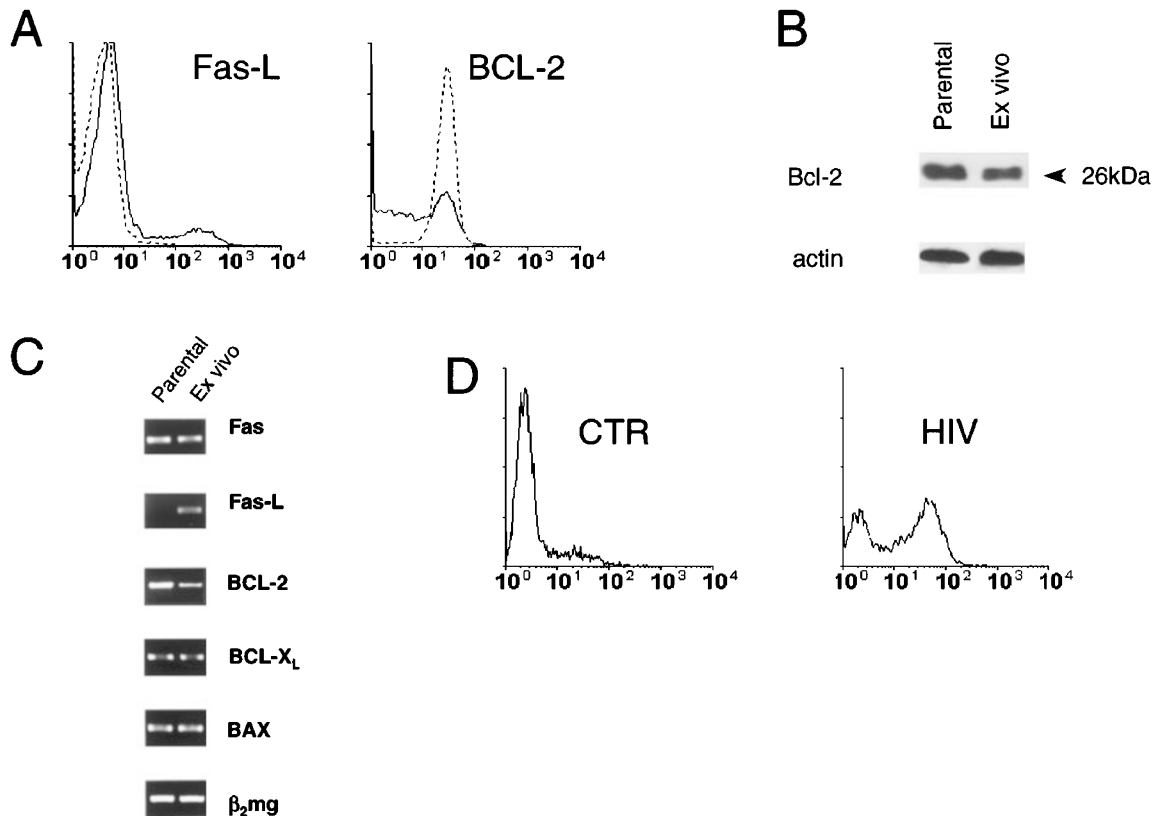 A
Fas-L
10⁰ 10¹ 10² 10³ 10⁴
BCL-2
10⁰ 10¹ 10² 10³ 10⁴
B
Parental
Ex vivo
Bcl-2
26kDa
actin
C
Parental
Ex vivo
Fas
Fas-L
BCL-2
BCL-X_L
BAX
β₂mg
D
CTR
10⁰ 10¹ 10² 10³ 10⁴
HIV
10⁰ 10¹ 10² 10³ 10⁴